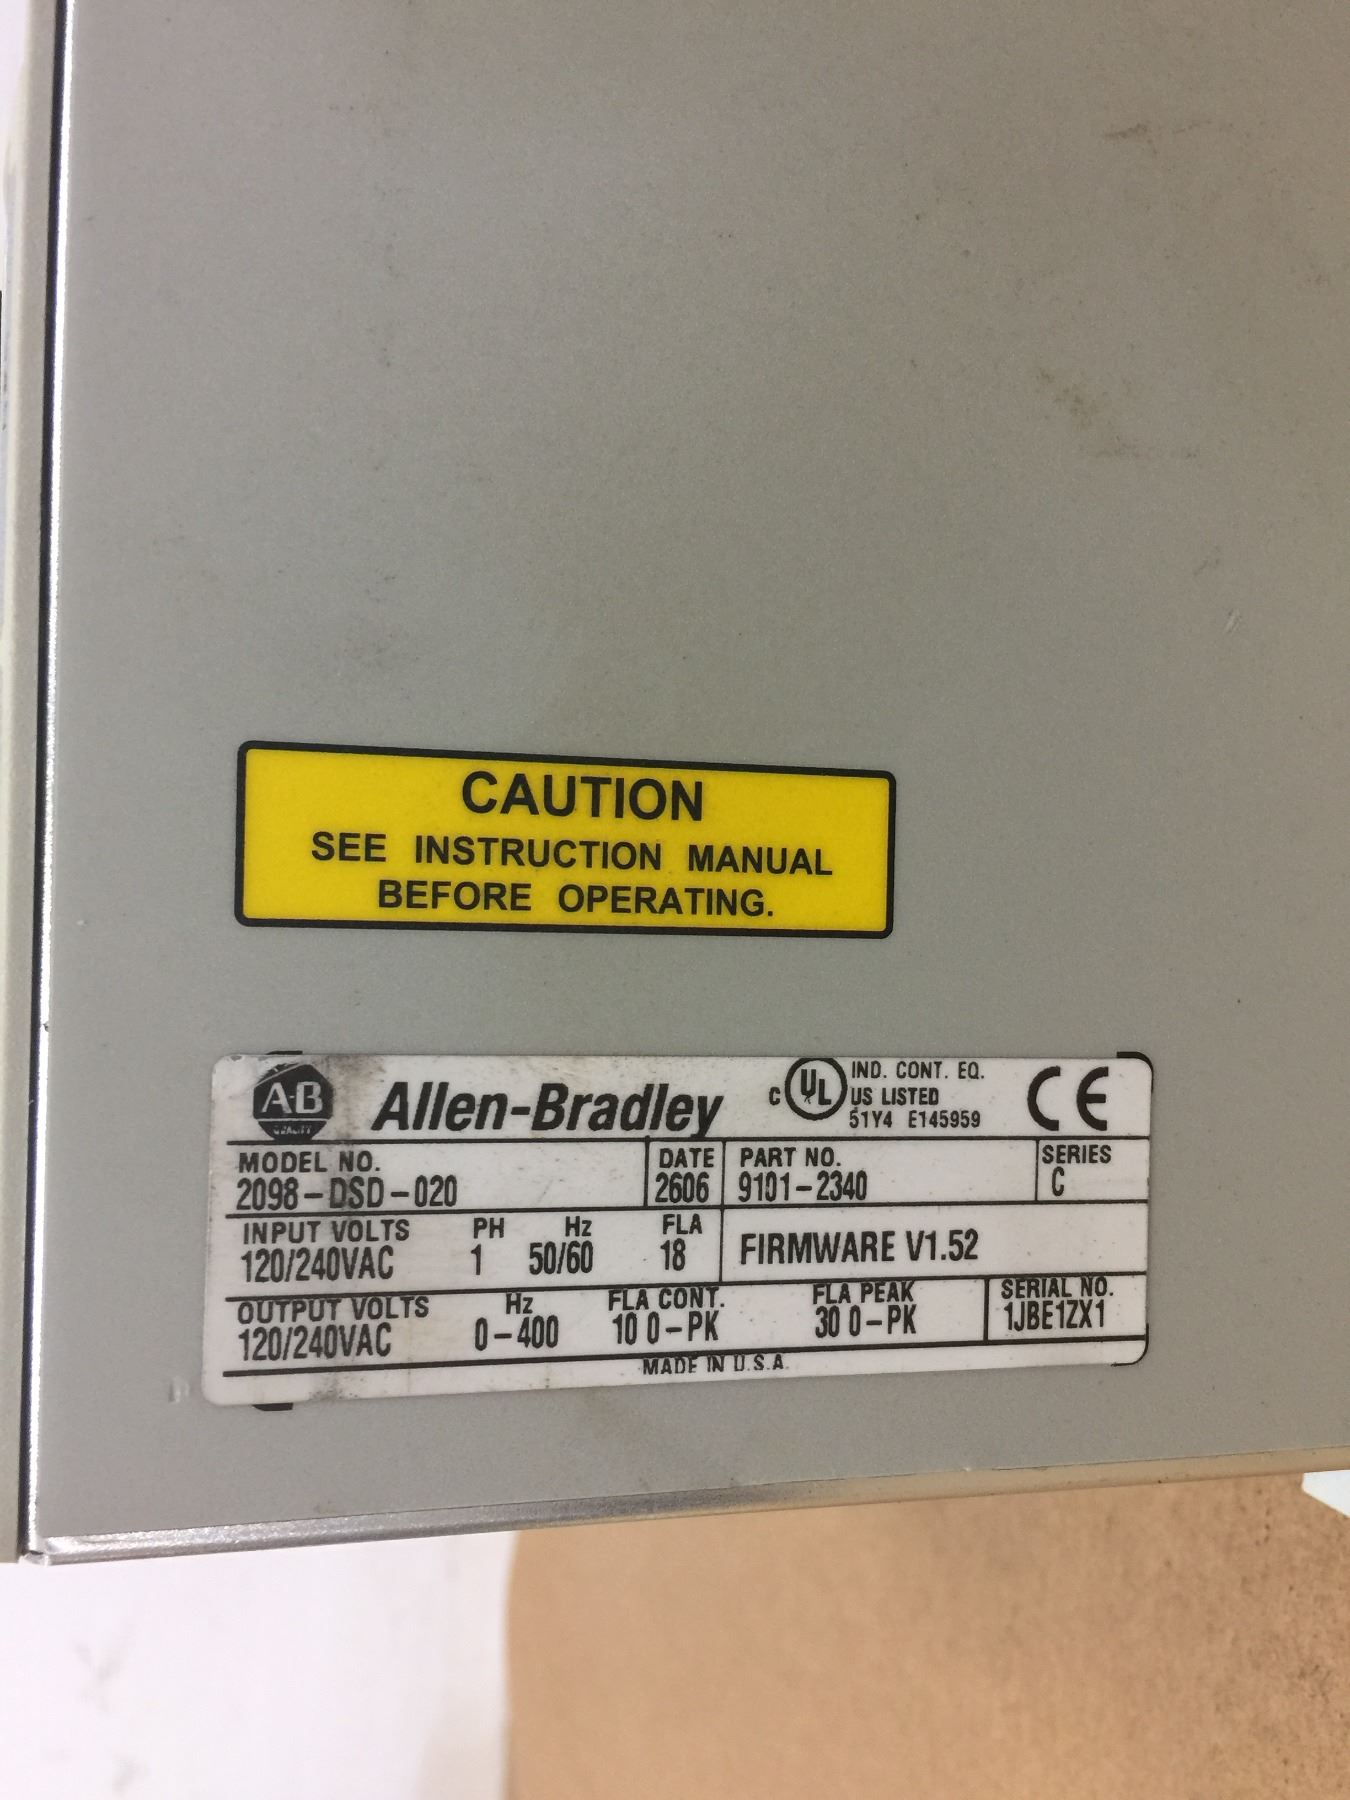 CAUTION
SEE INSTRUCTION MANUAL
BEFORE OPERATING.
A-B
QUALITY
Allen-Bradley
C UL US LISTED
IND. CONT. EQ.
51Y4 E145959
CE
MODEL NO.
2098-DSD-020
DATE
2606
PART NO.
9101-2340
SERIES
C
INPUT VOLTS PH Hz FLA
120/240VAC 1 50/60 18
FIRMWARE V1.52
OUTPUT VOLTS Hz FLA CONT. FLA PEAK
120/240VAC 0-400 10 0-PK 30 0-PK
SERIAL NO.
1JBE1ZX1
MADE IN U.S.A.